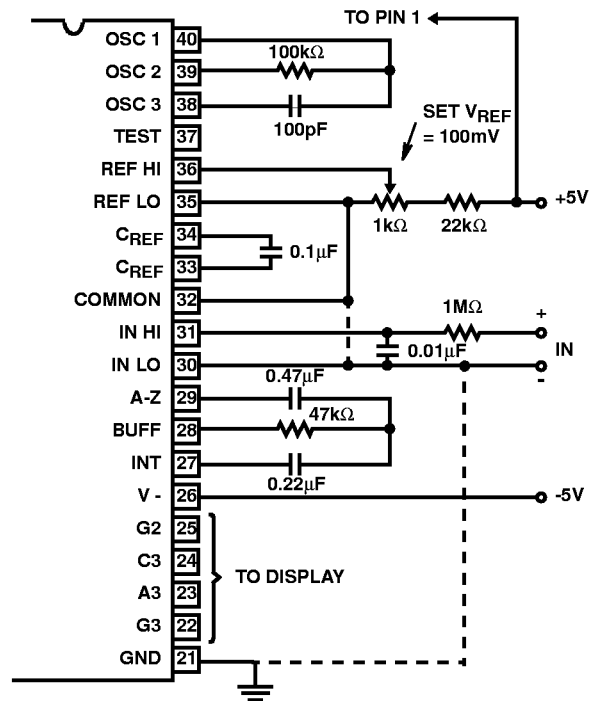 TO PIN 1
OSC 1 40
100kΩ
OSC 2 39
OSC 3 38
100pF
SET VREF
= 100mV
TEST 37
REF HI 36
REF LO 35
+5V
1kΩ 22kΩ
CREF 34
0.1µF
CREF 33
COMMON 32
1MΩ
+
IN HI 31
0.01µF
IN
IN LO 30
-
0.47µF
A-Z 29
47kΩ
BUFF 28
INT 27
0.22µF
V - 26
-5V
G2 25
C3 24
TO DISPLAY
A3 23
G3 22
GND 21